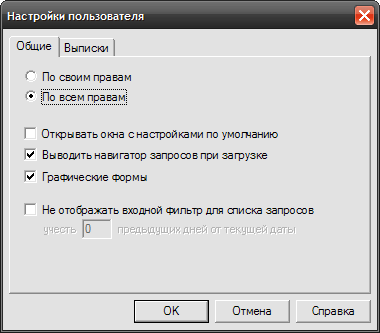 Настройки пользователя
Общие Выписки
По своим правам
По всем правам
Открывать окна с настройками по умолчанию
Выводить навигатор запросов при загрузке
Графические формы
Не отображать входной фильтр для списка запросов
учесть 0 предыдущих дней от текущей даты
OK Отмена Справка